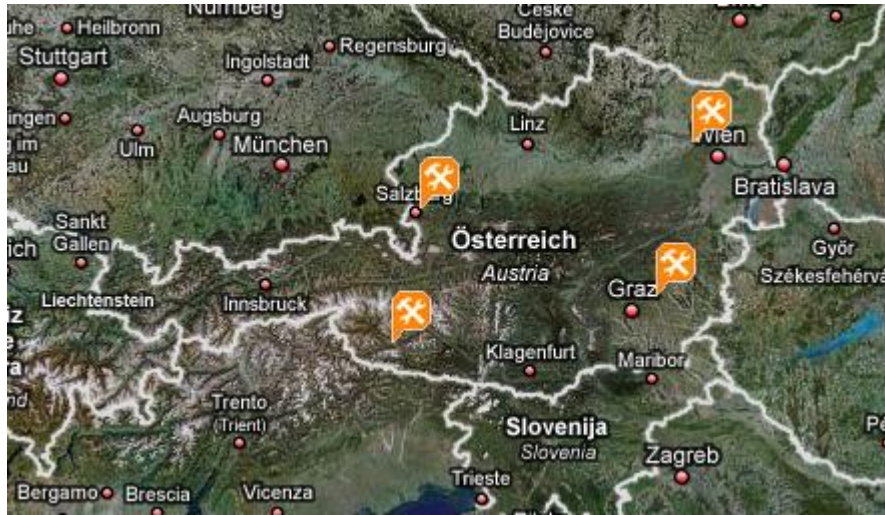 Nürnberg
České
Budějovice
Heilbronn
Regensburg
Stuttgart
Ingolstadt
Augsburg
Linz
Ulm
München
Wien
Bratislava
Salzburg
Sankt
Gallen
Österreich
Austria
Győr
Liechtenstein
Innsbruck
Graz
Klagenfurt
Maribor
Trento
(Trient)
Slovenija
Slovenia
Zagreb
Trieste
Bergamo
Brescia
Vicenza